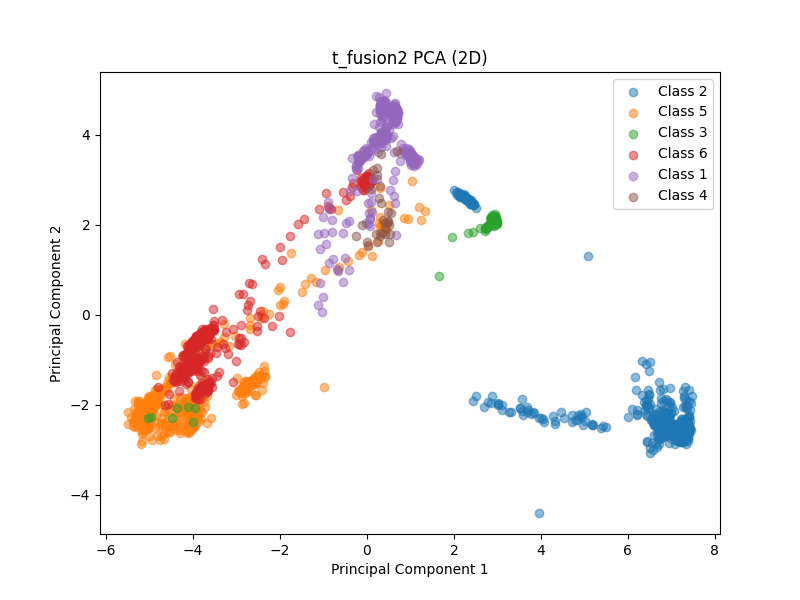 t_fusion2 PCA (2D)
Class 2
Class 5
Class 3
Class 6
Class 1
Class 4
Principal Component 2
4
2
0
−2
−4
−6 −4 −2 0 2 4 6 8
Principal Component 1